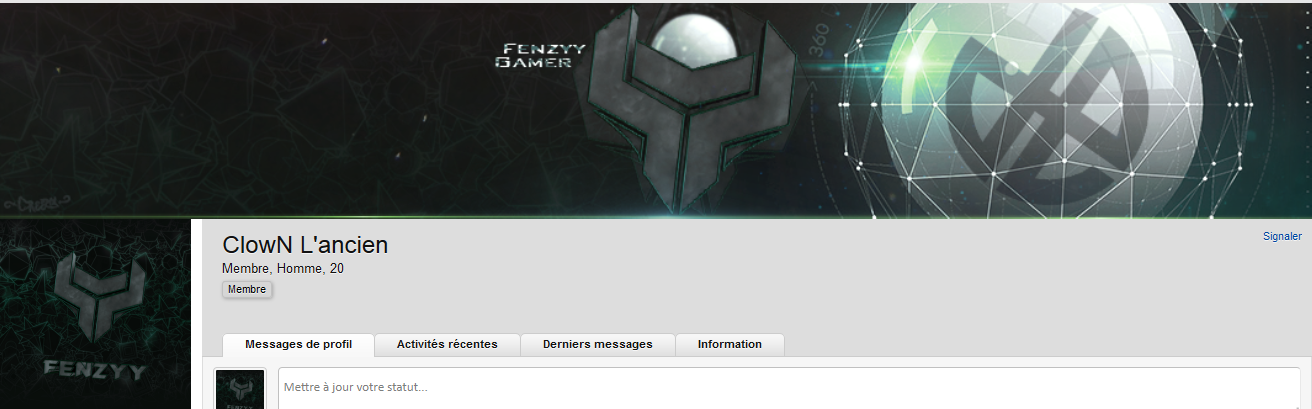 FENZYY
GAMER
360
ClowN L'ancien
Signaler
Membre, Homme, 20
Membre
Messages de profil
Activités récentes
Derniers messages
Information
FENZYY
Mettre à jour votre statut...
FENZYY